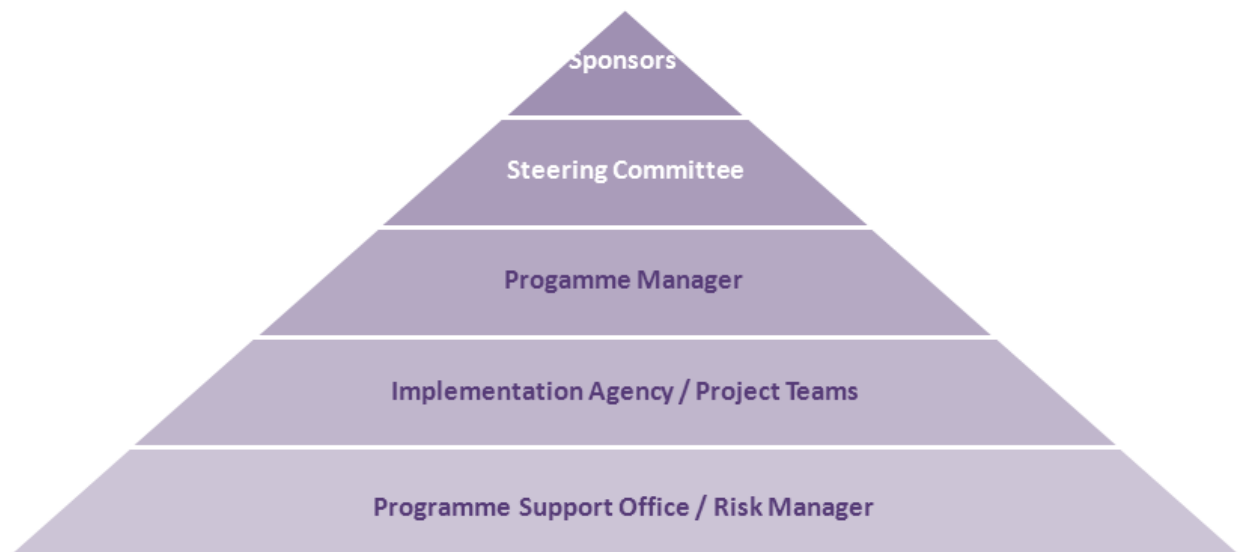 Sponsors
Steering Committee
Progamme Manager
Implementation Agency / Project Teams
Programme Support Office / Risk Manager